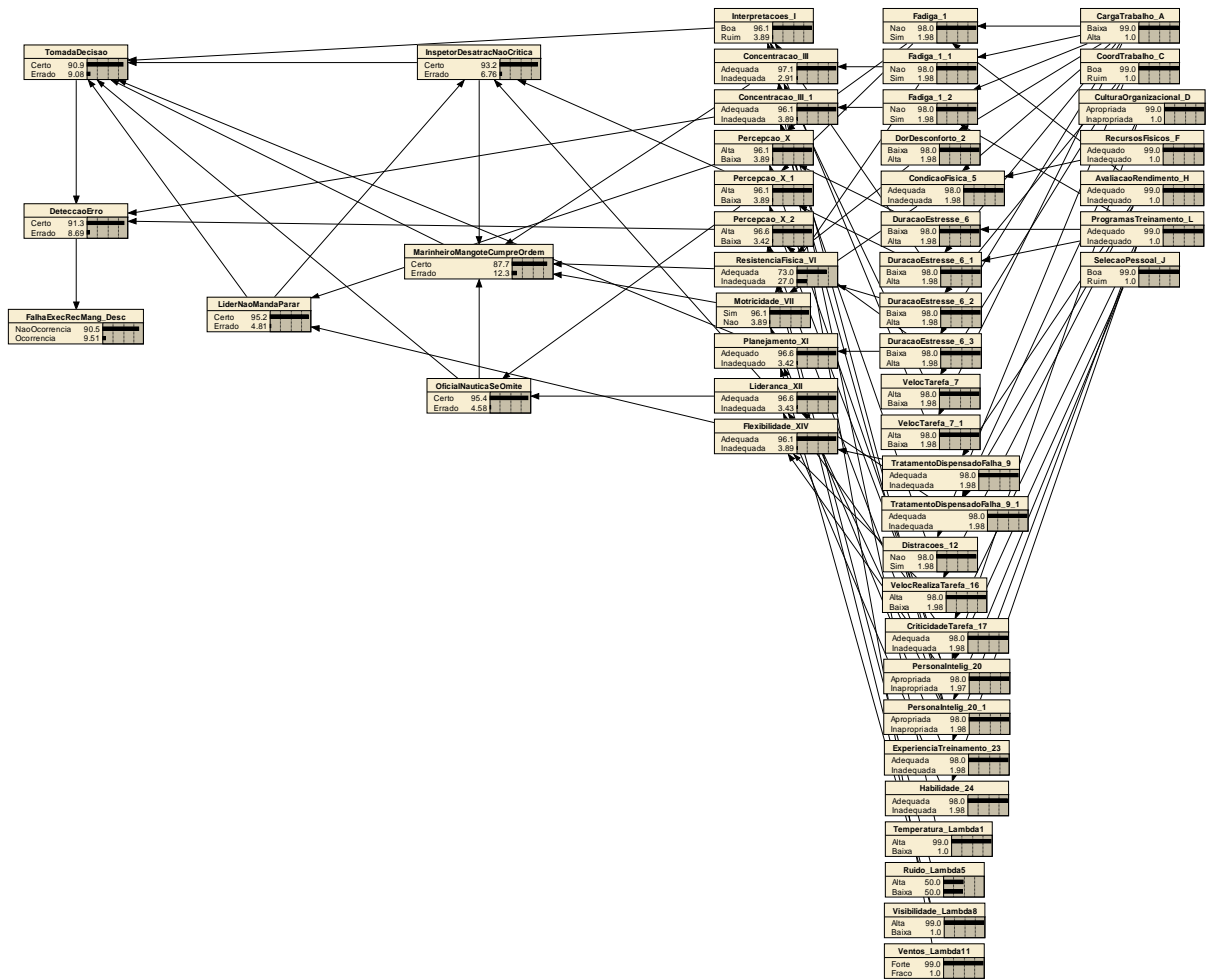 TomadaDecisao
Certo 90.9
Errado 9.08
DeteccaoErro
Certo 91.3
Errado 8.69
FalhaExecRecMang_Desc
NaoOcorrencia 90.5
Ocorrencia 9.51
LiderNaoMandaParar
Certo 95.2
Errado 4.81
InspetorDesatracNaoCritica
Certo 93.2
Errado 6.76
MarinheiroMangoteCumpreOrdem
Certo 87.7
Errado 12.3
OficialNauticaSeOmite
Certo 95.4
Errado 4.58
Interpretacoes_I
Boa 96.1
Ruim 3.89
Concentracao_III
Adequada 97.1
Inadequada 2.91
Concentracao_III_1
Adequada 96.1
Inadequada 3.89
Percepcao_X
Alta 96.1
Baixa 3.89
Percepcao_X_1
Alta 96.1
Baixa 3.89
Percepcao_X_2
Alta 96.6
Baixa 3.42
ResistenciaFisica_VI
Adequada 73.0
Inadequada 27.0
Motricidade_VII
Sim 96.1
Nao 3.89
Planejamento_XI
Adequado 96.6
Inadequado 3.42
Lideranca_XII
Adequada 96.6
Inadequada 3.43
Flexibilidade_XIV
Adequada 96.1
Inadequada 3.89
Fadiga_1
Nao 98.0
Sim 1.98
Fadiga_1_1
Nao 98.0
Sim 1.98
Fadiga_1_2
Nao 98.0
Sim 1.98
DorDesconforto_2
Baixa 98.0
Alta 1.98
CondicaoFisica_5
Adequada 98.0
Inadequada 1.98
DuracaoEstresse_6
Baixa 98.0
Alta 1.98
DuracaoEstresse_6_1
Baixa 98.0
Alta 1.98
DuracaoEstresse_6_2
Baixa 98.0
Alta 1.98
DuracaoEstresse_6_3
Baixa 98.0
Alta 1.98
VelocTarefa_7
Alta 98.0
Baixa 1.98
VelocTarefa_7_1
Alta 98.0
Baixa 1.98
TratamentoDispensadoFalha_9
Adequada 98.0
Inadequada 1.98
TratamentoDispensadoFalha_9_1
Adequada 98.0
Inadequada 1.98
Distracoes_12
Nao 98.0
Sim 1.98
VelocRealizaTarefa_16
Alta 98.0
Baixa 1.98
CriticidadeTarefa_17
Adequada 98.0
Inadequada 1.98
PersonaIntelig_20
Apropriada 98.0
Inapropriada 1.97
PersonaIntelig_20_1
Apropriada 98.0
Inapropriada 1.98
ExperienciaTreinamento_23
Adequada 98.0
Inadequada 1.98
Habilidade_24
Adequada 98.0
Inadequada 1.98
Temperatura_Lambda1
Alta 99.0
Baixa 1.0
Ruido_Lambda5
Alta 50.0
Baixa 50.0
Visibilidade_Lambda8
Alta 99.0
Baixa 1.0
Ventos_Lambda11
Forte 99.0
Fraco 1.0
CargaTrabalho_A
Baixa 99.0
Alta 1.0
CoordTrabalho_C
Boa 99.0
Ruim 1.0
CulturaOrganizacional_D
Apropriada 99.0
Inapropriada 1.0
RecursosFisicos_F
Adequado 99.0
Inadequado 1.0
AvaliacaoRendimento_H
Adequada 99.0
Inadequada 1.0
ProgramasTreinamento_L
Adequada 99.0
Inadequada 1.0
SelecaoPessoal_J
Boa 99.0
Ruim 1.0